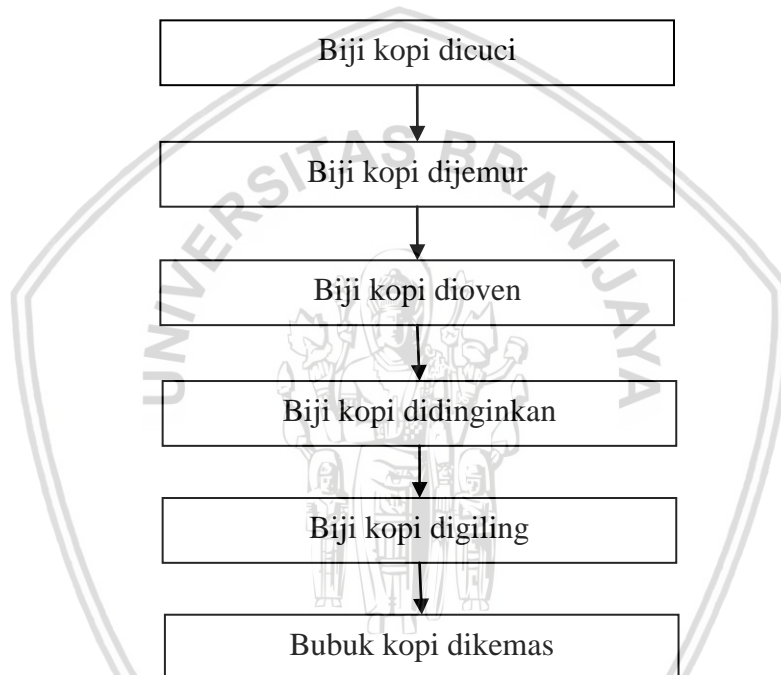 Biji kopi dicuci
Biji kopi dijemur
Biji kopi dioven
Biji kopi didinginkan
Biji kopi digiling
Bubuk kopi dikemas
UNIVERSITAS BRAWIJAYA